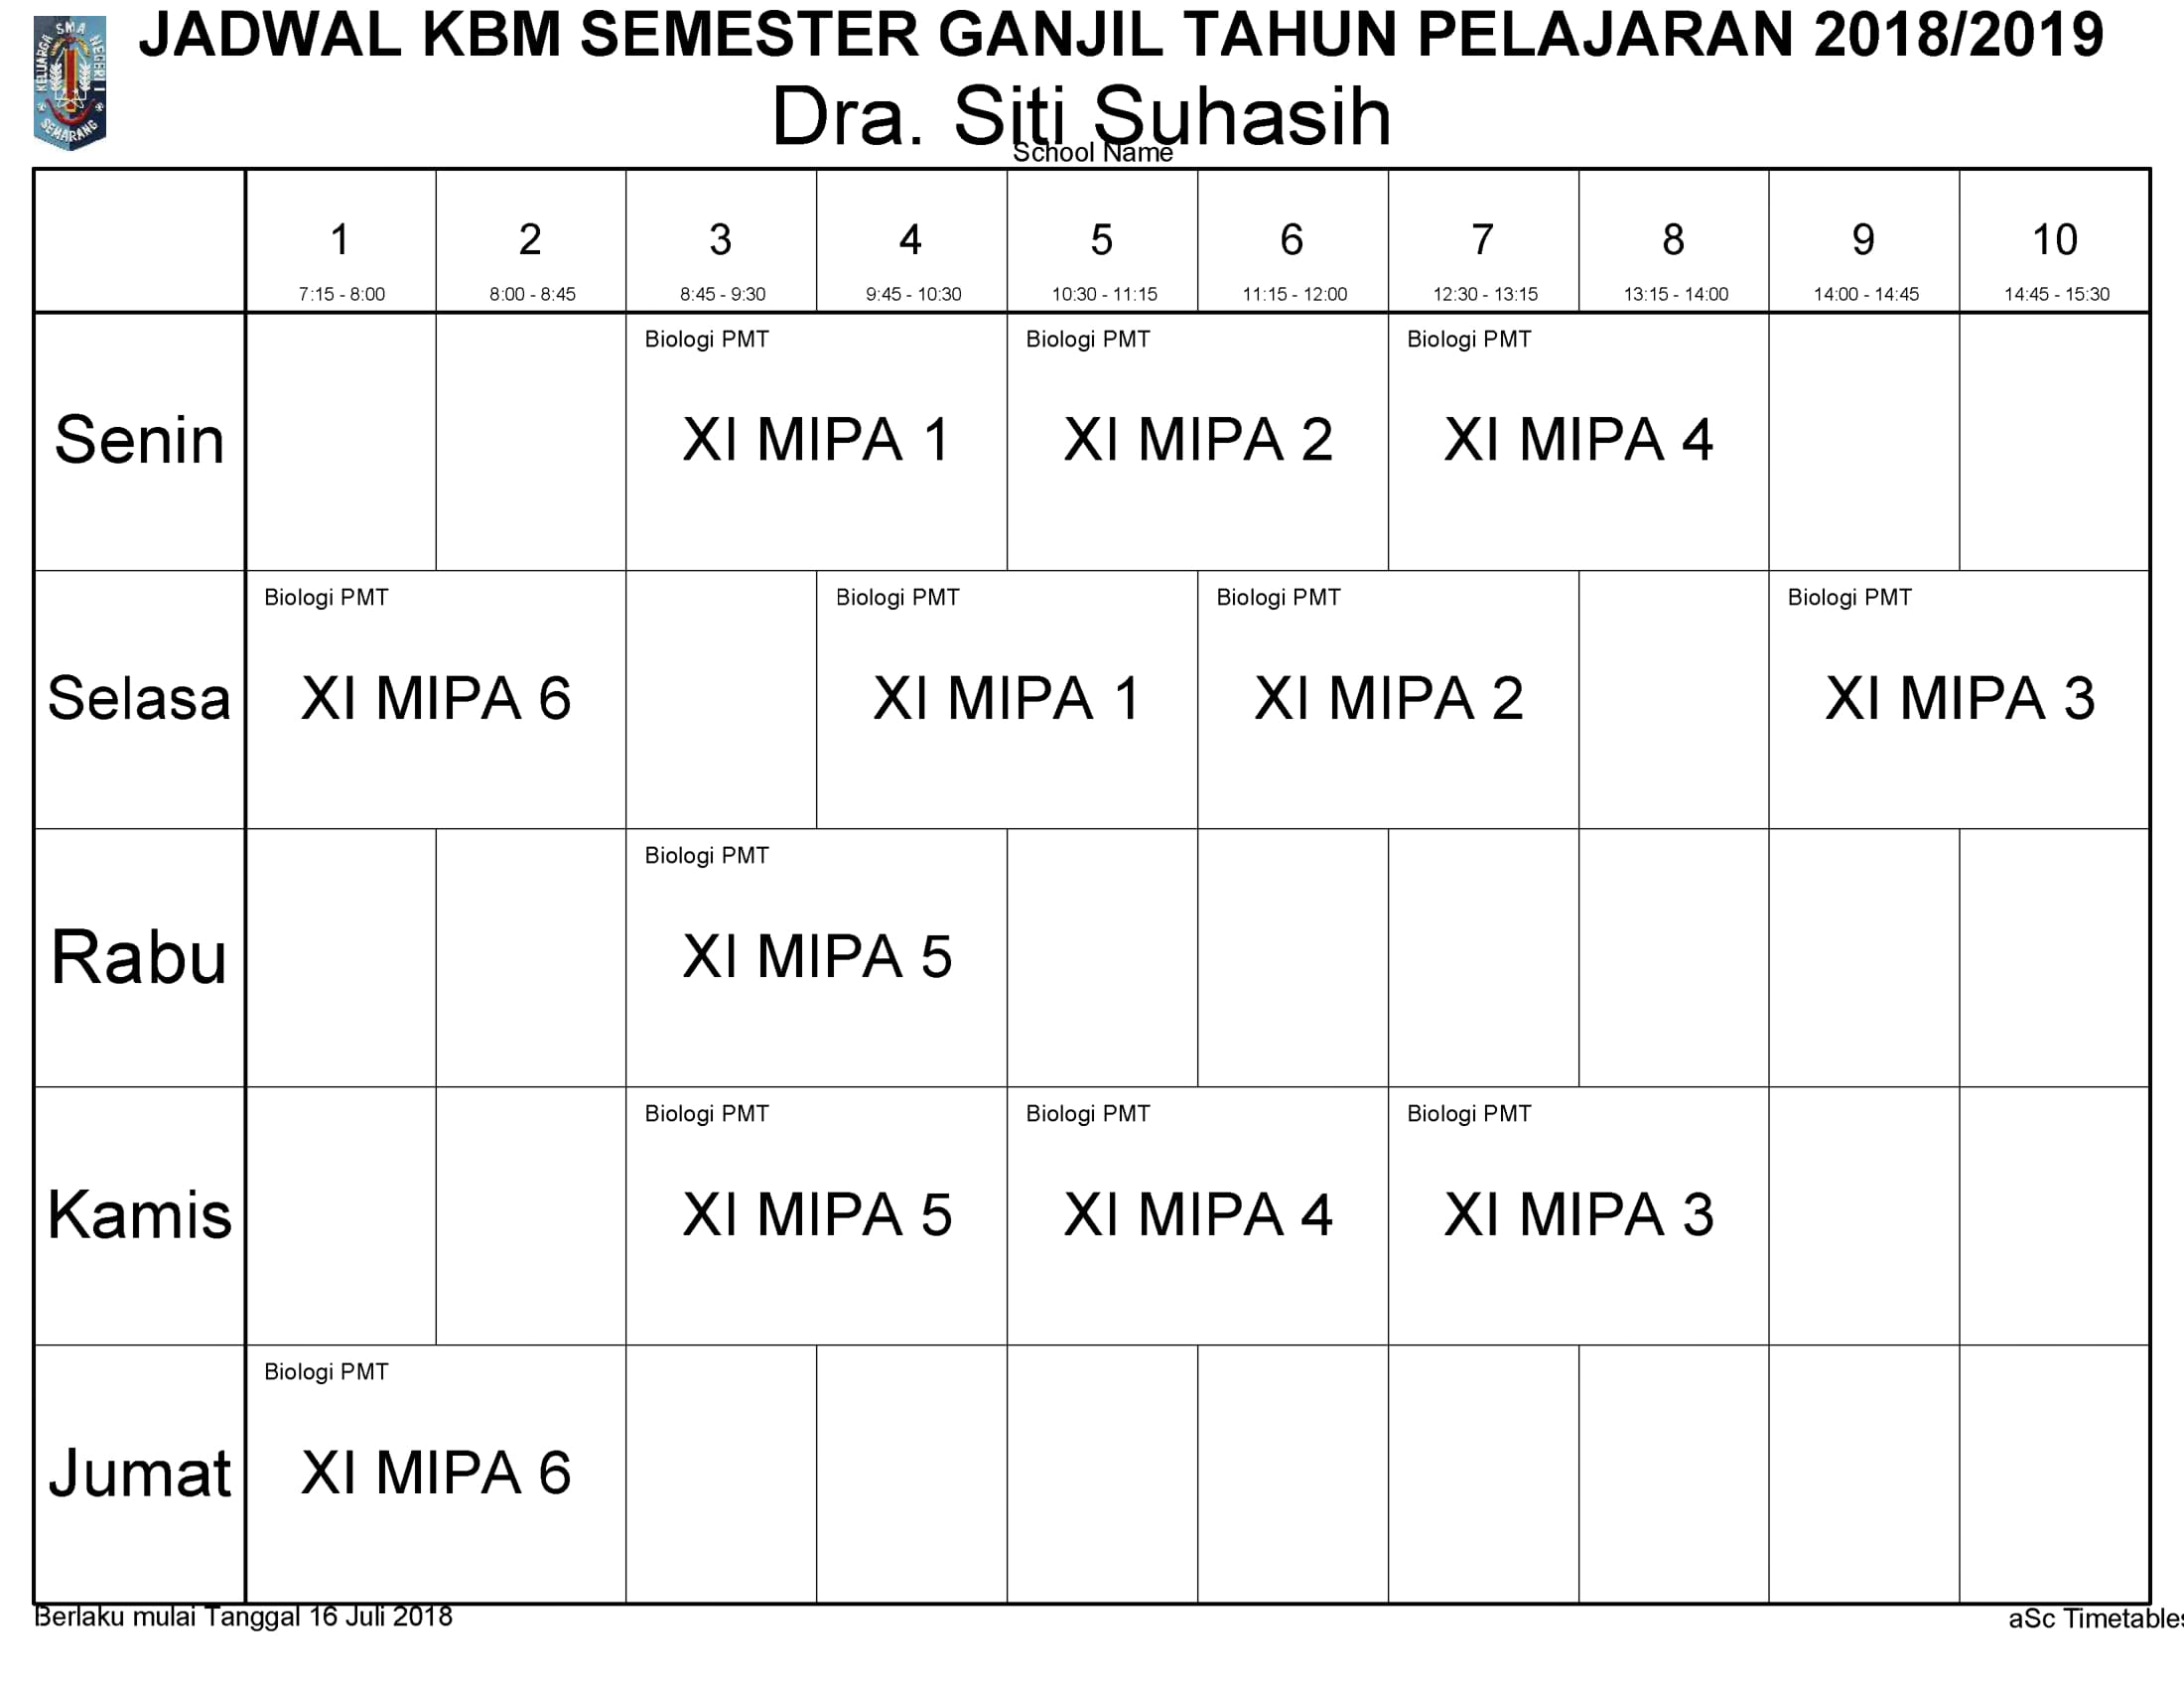 KELUARGA SMA NEGERI 1
SEMARANG
JADWAL KBM SEMESTER GANJIL TAHUN PELAJARAN 2018/2019
Dra. Siti Suhasih
School Name
1 2 3 4 5 6 7 8 9 10
7:15 - 8:00 8:00 - 8:45 8:45 - 9:30 9:45 - 10:30 10:30 - 11:15 11:15 - 12:00 12:30 - 13:15 13:15 - 14:00 14:00 - 14:45 14:45 - 15:30
Biologi PMT Biologi PMT Biologi PMT
Senin XI MIPA 1 XI MIPA 2 XI MIPA 4
Biologi PMT Biologi PMT Biologi PMT Biologi PMT
Selasa XI MIPA 6 XI MIPA 1 XI MIPA 2 XI MIPA 3
Biologi PMT
Rabu XI MIPA 5
Biologi PMT Biologi PMT Biologi PMT
Kamis XI MIPA 5 XI MIPA 4 XI MIPA 3
Biologi PMT
Jumat XI MIPA 6
Berlaku mulai Tanggal 16 Juli 2018 aSc Timetables